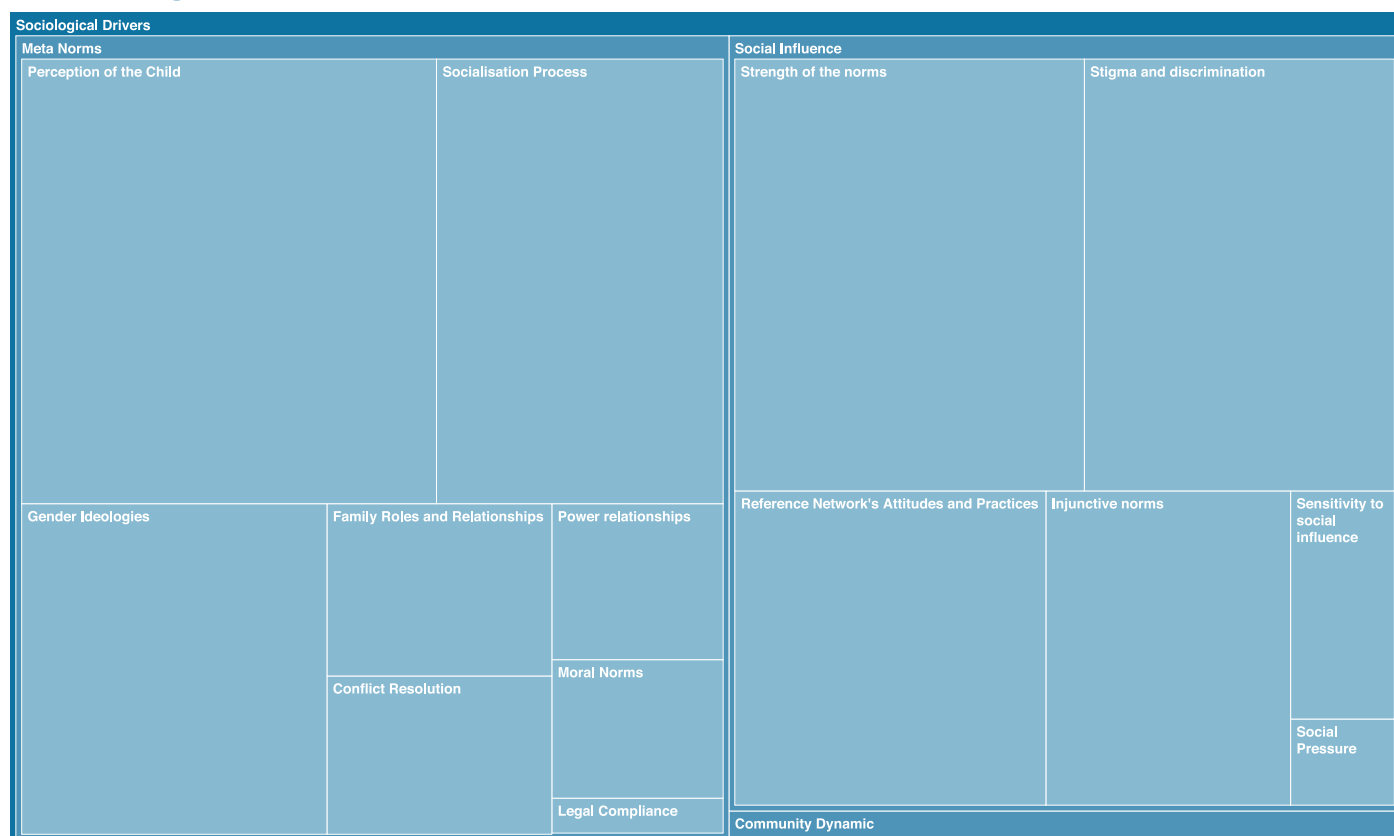 Sociological Drivers
Meta Norms
Perception of the Child
Socialisation Process
Gender Ideologies
Family Roles and Relationships
Power relationships
Conflict Resolution
Moral Norms
Legal Compliance
Social Influence
Strength of the norms
Stigma and discrimination
Reference Network's Attitudes and Practices
Injunctive norms
Sensitivity to
social
influence
Social
Pressure
Community Dynamic